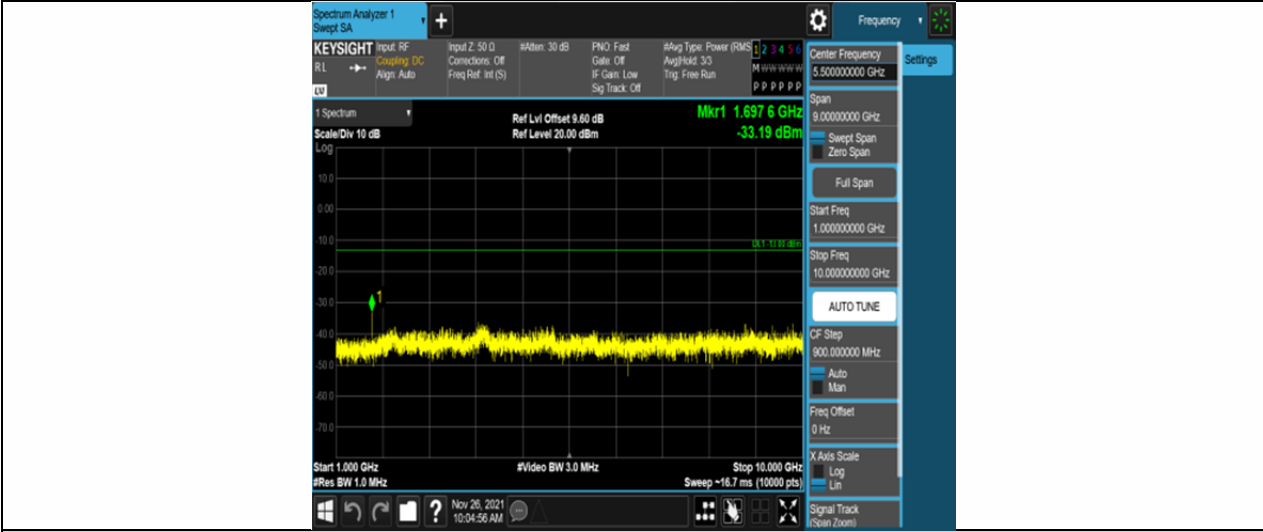 Spectrum Analyzer 1
Swept SA
+
Frequency
KEYSIGHT
RL
LV
Input: RF
Coupling: DC
Align: Auto
Input Z: 50 Ω
Corrections: Off
Freq Ref: Int (S)
#Atten: 30 dB
PNO: Fast
Gate: Off
IF Gain: Low
Sig Track: Off
#Avg Type: Power (RMS
Avg|Hold: 3/3
Trig: Free Run
1 2 3 4 5 6
M W W W W W
P P P P P P
1 Spectrum
Scale/Div 10 dB
Log
Ref Lvl Offset 9.60 dB
Ref Level 20.00 dBm
Mkr1 1.697 6 GHz
-33.19 dBm
10.0
0.00
-10.0
DL1 -13.00 dBm
-20.0
-30.0
1
-40.0
-50.0
-60.0
-70.0
Start 1.000 GHz
#Res BW 1.0 MHz
#Video BW 3.0 MHz
Stop 10.000 GHz
Sweep ~16.7 ms (10000 pts)
?
Nov 26, 2021
10:04:56 AM
Center Frequency
5.500000000 GHz
Settings
Span
9.00000000 GHz
Swept Span
Zero Span
Full Span
Start Freq
1.000000000 GHz
Stop Freq
10.000000000 GHz
AUTO TUNE
CF Step
900.000000 MHz
Auto
Man
Freq Offset
0 Hz
X Axis Scale
Log
Lin
Signal Track
(Span Zoom)